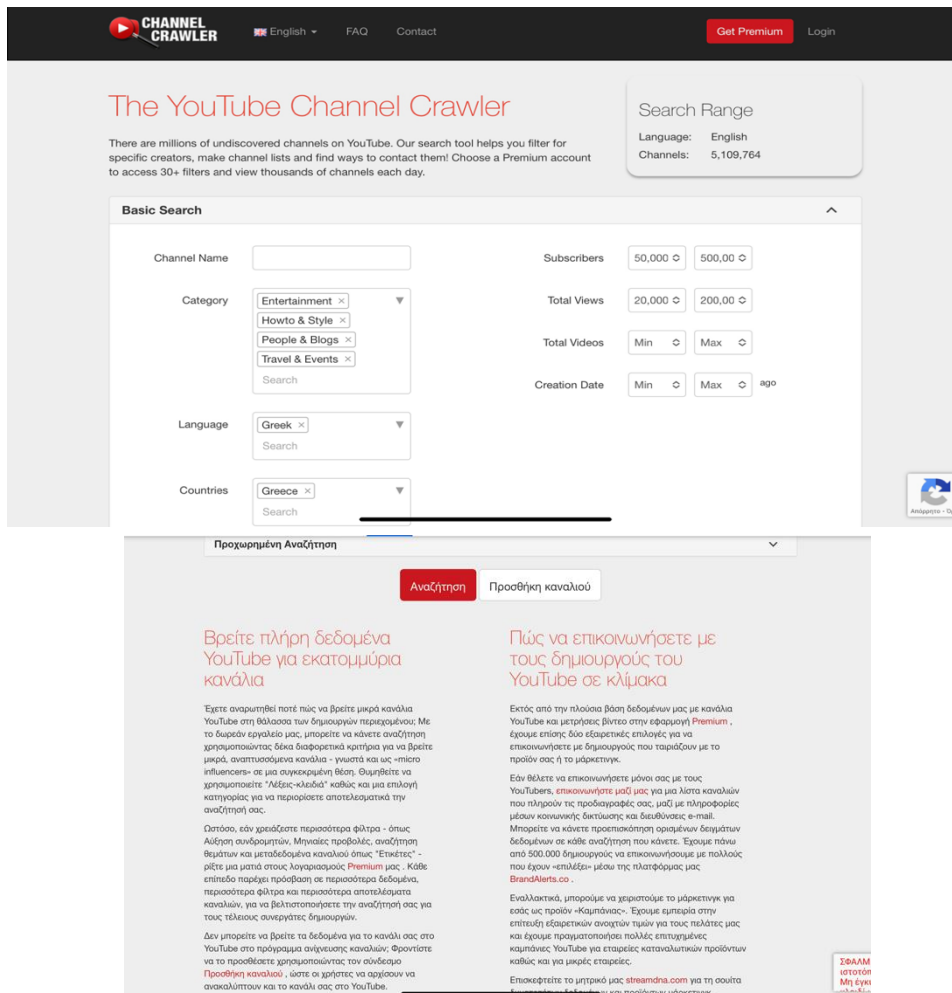 CHANNEL
CRAWLER
English
FAQ
Contact
Get Premium
Login
The YouTube Channel Crawler
There are millions of undiscovered channels on YouTube. Our search tool helps you filter for
specific creators, make channel lists and find ways to contact them! Choose a Premium account
to access 30+ filters and view thousands of channels each day.
Search Range
Language: English
Channels: 5,109,764
Basic Search
Channel Name
Category
Entertainment ×
Howto & Style ×
People & Blogs ×
Travel & Events ×
Search
Language
Greek ×
Search
Countries
Greece ×
Search
Subscribers 50,000 500,00
Total Views 20,000 200,00
Total Videos Min Max
Creation Date Min Max ago
Απόρρητο - Όρ
Προχωρημένη Αναζήτηση
Αναζήτηση
Προσθήκη καναλιού
Βρείτε πλήρη δεδομένα
YouTube για εκατομμύρια
κανάλια
Έχετε αναρωτηθεί ποτέ πώς να βρείτε μικρά κανάλια
YouTube στη θάλασσα των δημιουργών περιεχομένου; Με
το δωρεάν εργαλείο μας, μπορείτε να κάνετε αναζήτηση
χρησιμοποιώντας δέκα διαφορετικά κριτήρια για να βρείτε
μικρά, αναπτυσσόμενα κανάλια - γνωστά και ως «micro
influencers» σε μια συγκεκριμένη θέση. Θυμηθείτε να
χρησιμοποιείτε "Λέξεις-κλειδιά" καθώς και μια επιλογή
κατηγορίας για να περιορίσετε αποτελεσματικά την
αναζήτησή σας.
Ωστόσο, εάν χρειάζεστε περισσότερα φίλτρα - όπως
Αύξηση συνδρομητών, Μηνιαίες προβολές, αναζήτηση
θεμάτων και μεταδεδομένα καναλιού όπως "Ετικέτες" -
ρίξτε μια ματιά στους λογαριασμούς Premium μας . Κάθε
επίπεδο παρέχει πρόσβαση σε περισσότερα δεδομένα,
περισσότερα φίλτρα και περισσότερα αποτελέσματα
καναλιών, για να βελτιστοποιήσετε την αναζήτησή σας για
τους τέλειους συνεργάτες δημιουργών.
Δεν μπορείτε να βρείτε τα δεδομένα για το κανάλι σας στο
YouTube στο πρόγραμμα ανίχνευσης καναλιών; Φροντίστε
να το προσθέσετε χρησιμοποιώντας τον σύνδεσμο
Προσθήκη καναλιού , ώστε οι χρήστες να αρχίσουν να
ανακαλύπτουν και το κανάλι σας στο YouTube.
Πώς να επικοινωνήσετε με
τους δημιουργούς του
YouTube σε κλίμακα
Εκτός από την πλούσια βάση δεδομένων μας με κανάλια
YouTube και μετρήσεις βίντεο στην εφαρμογή Premium ,
έχουμε επίσης δύο εξαιρετικές επιλογές για να
επικοινωνήσετε με δημιουργούς που ταιριάζουν με το
προϊόν σας ή το μάρκετινγκ.
Εάν θέλετε να επικοινωνήσετε μόνοι σας με τους
YouTubers, επικοινωνήστε μαζί μας για μια λίστα καναλιών
που πληρούν τις προδιαγραφές σας, μαζί με πληροφορίες
μέσων κοινωνικής δικτύωσης και διευθύνσεις e-mail.
Μπορείτε να κάνετε προεπισκόπηση ορισμένων δειγμάτων
δεδομένων σε κάθε αναζήτηση που κάνετε. Έχουμε πάνω
από 500.000 δημιουργούς να επικοινωνήσουμε με πολλούς
που έχουν «επιλέξει» μέσω της πλατφόρμας μας
BrandAlerts.co .
Εναλλακτικά, μπορούμε να χειριστούμε το μάρκετινγκ για
εσάς ως προϊόν «Καμπάνιας». Έχουμε εμπειρία στην
επίτευξη εξαιρετικών ανοιχτών τιμών για τους πελάτες μας
και έχουμε πραγματοποιήσει πολλές επιτυχημένες
καμπάνιες YouTube για εταιρείες καταναλωτικών προϊόντων
καθώς και για μικρές εταιρείες.
Επισκεφτείτε το μητρικό μας streamdna.com για τη σουίτα
ΣΦΑΛΜ
ιστοτόπ
Μη έγκ